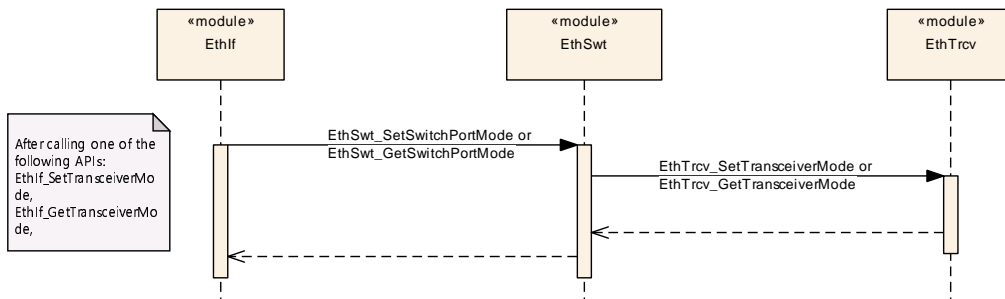 «module»
EthIf
«module»
EthSwt
«module»
EthTrcv
After calling one of the
following APIs:
EthIf_SetTransceiverMo
de,
EthIf_GetTransceiverMo
de,
EthSwt_SetSwitchPortMode or
EthSwt_GetSwitchPortMode
EthTrcv_SetTransceiverMode or
EthTrcv_GetTransceiverMode